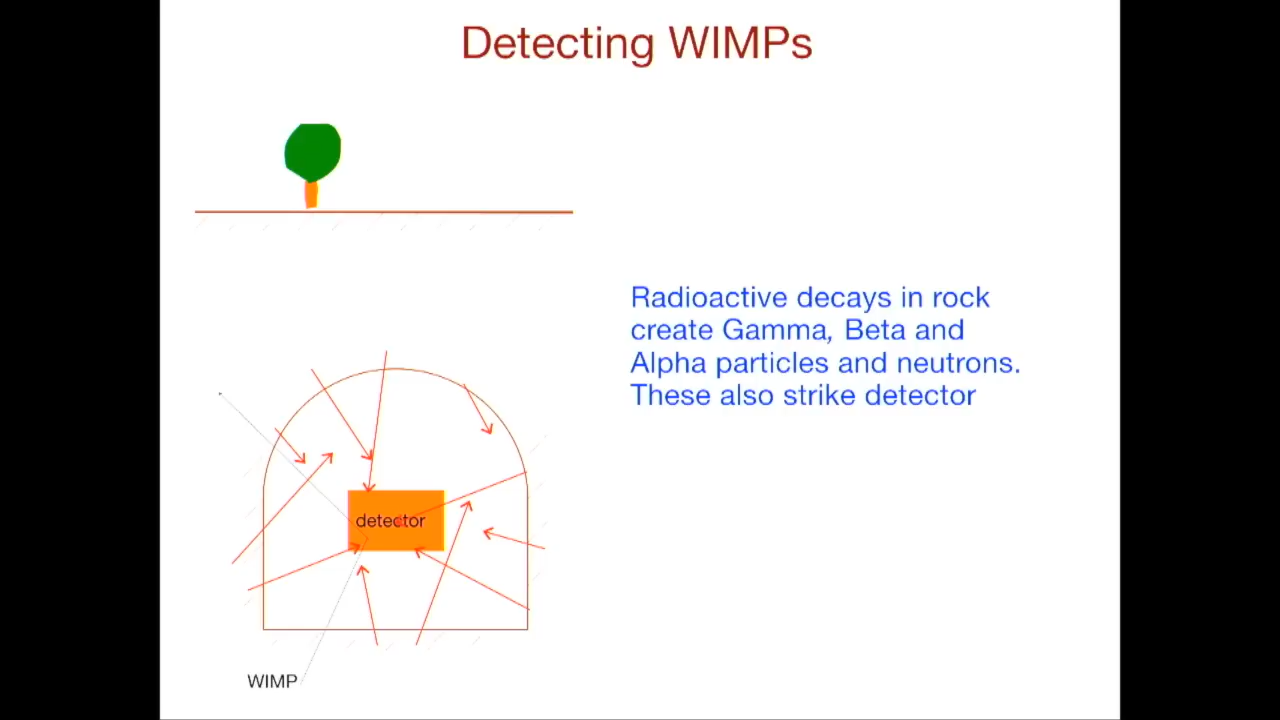 Detecting WIMPs
Radioactive decays in rock
create Gamma, Beta and
Alpha particles and neutrons.
These also strike detector
detector
WIMP